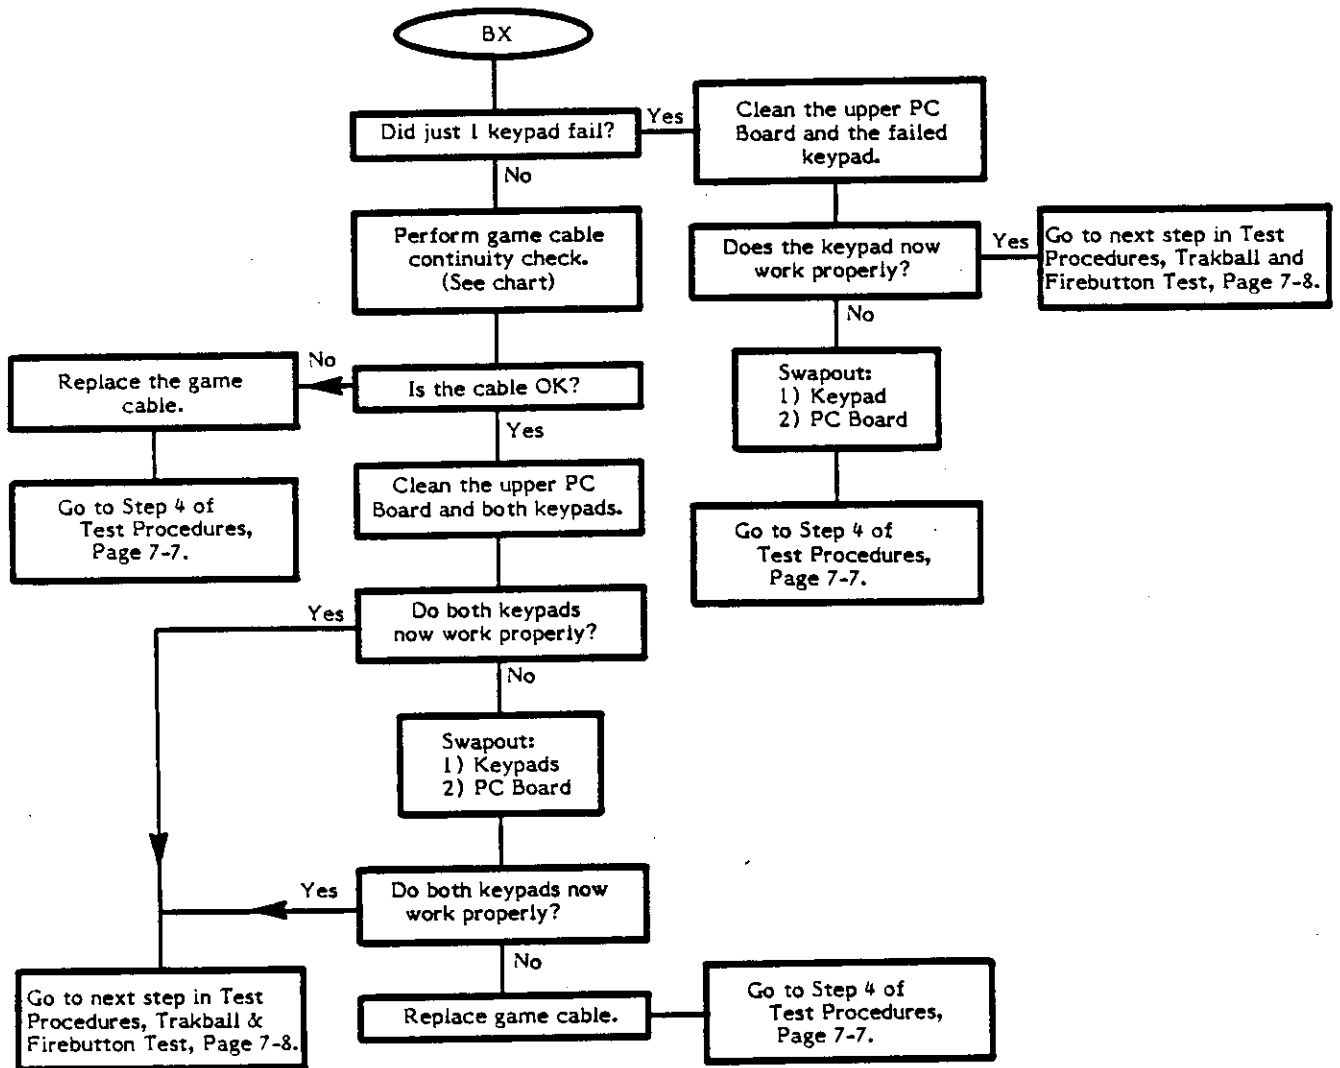 BX
Did just 1 keypad fail?
Yes
Clean the upper PC
Board and the failed
keypad.
No
Perform game cable
continuity check.
(See chart)
Does the keypad now
work properly?
Yes
Go to next step in Test
Procedures, Trakball and
Firebutton Test, Page 7-8.
No
Swapout:
1) Keypad
2) PC Board
Go to Step 4 of
Test Procedures,
Page 7-7.
Is the cable OK?
No
Replace the game
cable.
Go to Step 4 of
Test Procedures,
Page 7-7.
Yes
Clean the upper PC
Board and both keypads.
Do both keypads
now work properly?
Yes
No
Swapout:
1) Keypads
2) PC Board
Do both keypads now
work properly?
Yes
Go to next step in Test
Procedures, Trakball &
Firebutton Test, Page 7-8.
No
Replace game cable.
Go to Step 4 of
Test Procedures,
Page 7-7.